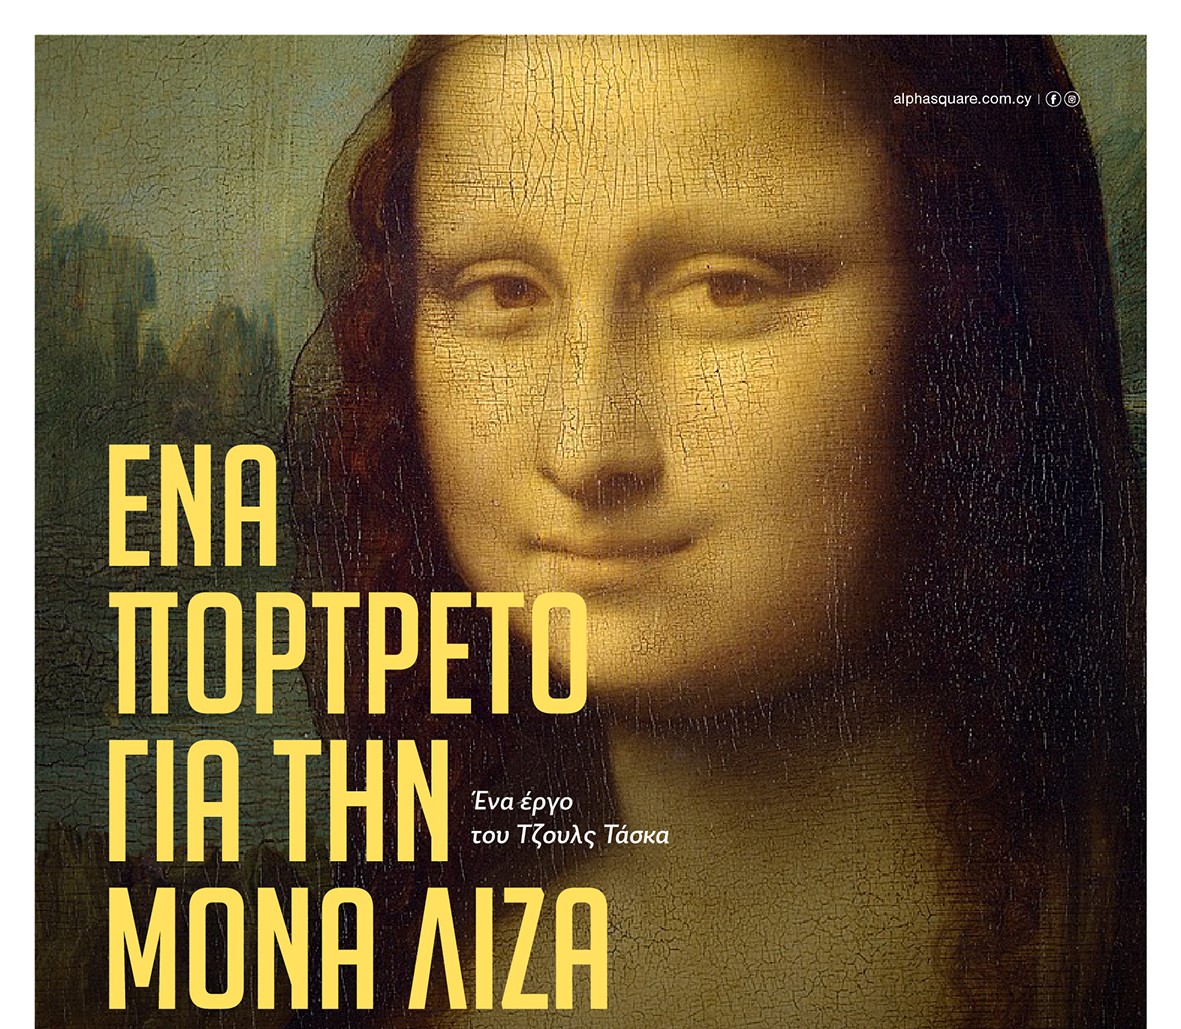 alphasquare.com.cy |
ΕΝΑ
ΠΟΡΤΡΕΤΟ
ΓΙΑ ΤΗΝ
Ένα έργο
του Τζουλς Τάσκα
ΜΟΝΑ ΛΙΖΑ